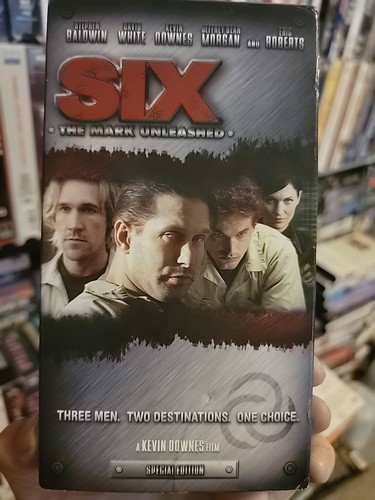 STEPHEN BALDWIN DAVID WHITE KEVIN DOWNES JEFFREY DEAN MORGAN AND ERIC ROBERTS
SIX
• THE MARK UNLEASHED •
THREE MEN. TWO DESTINATIONS. ONE CHOICE.
A KEVIN DOWNES FILM
SPECIAL EDITION